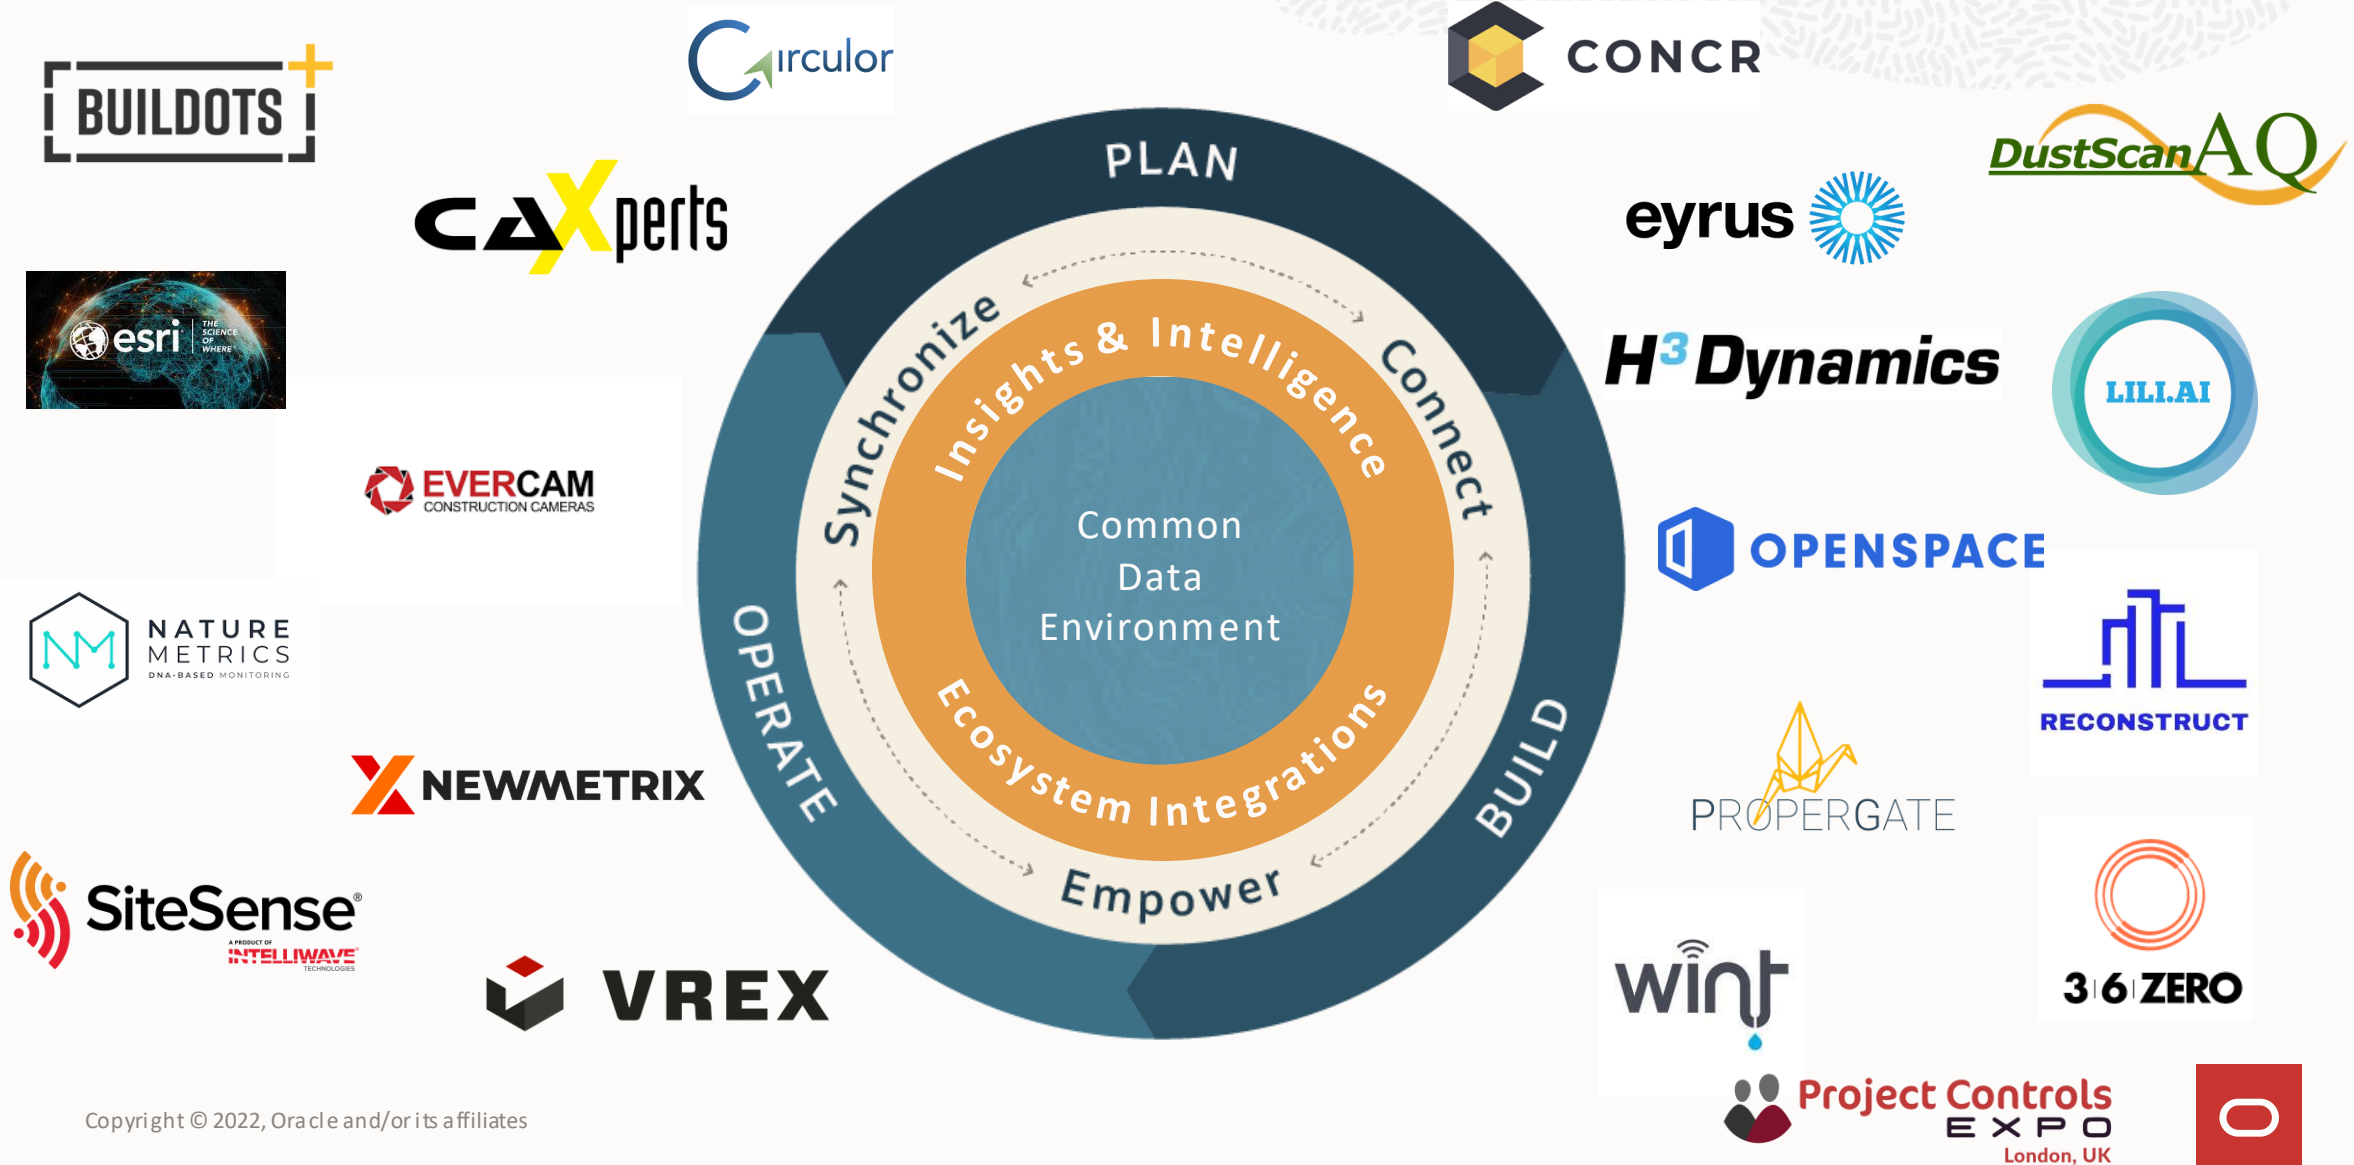 BUILDOTS
Circulor
CONCR
DustScanAQ
CAXperts
eyrus
esri
THE
SCIENCE
OF
WHERE
H3 Dynamics
LILI.AI
EVERCAM
CONSTRUCTION CAMERAS
OPENSPACE
NM
NATURE
METRICS
DNA-BASED MONITORING
RECONSTRUCT
NEWMETRIX
PROPERGATE
SiteSense®
A PRODUCT OF
INTELLIWAVE
TECHNOLOGIES
VREX
wint
3|6|ZERO
PLAN
BUILD
OPERATE
Synchronize
Connect
Empower
Insights & Intelligence
Ecosystem Integrations
Common
Data
Environment
Copyright © 2022, Oracle and/or its affiliates
Project Controls
EXPO
London, UK